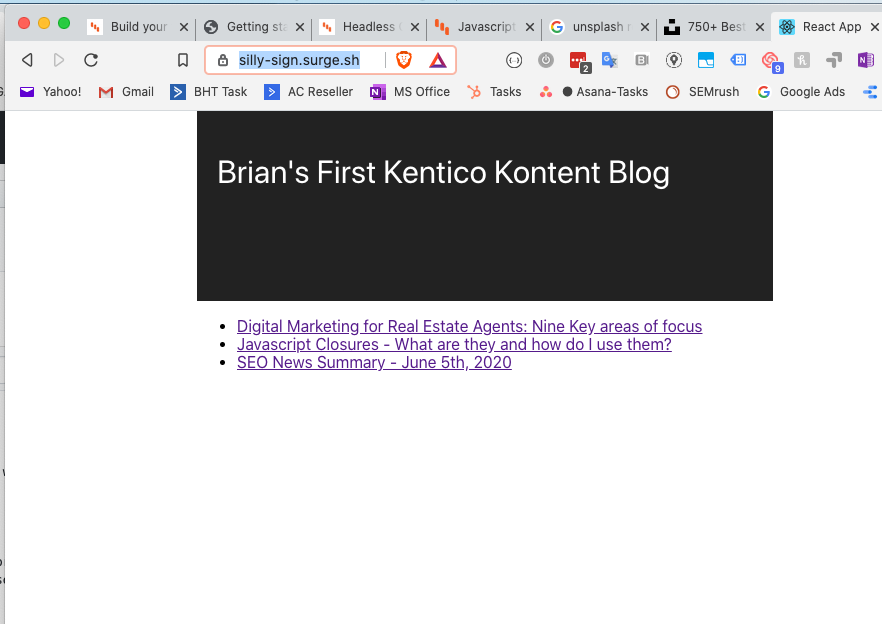 Build your
Getting sta
Headless
Javascript
unsplash r
750+ Best
React App
silly-sign.surge.sh
2
9
G
Yahoo!
Gmail
BHT Task
AC Reseller
MS Office
Tasks
Asana-Tasks
SEMrush
Google Ads
Brian's First Kentico Kontent Blog
Digital Marketing for Real Estate Agents: Nine Key areas of focus
Javascript Closures - What are they and how do I use them?
SEO News Summary - June 5th, 2020